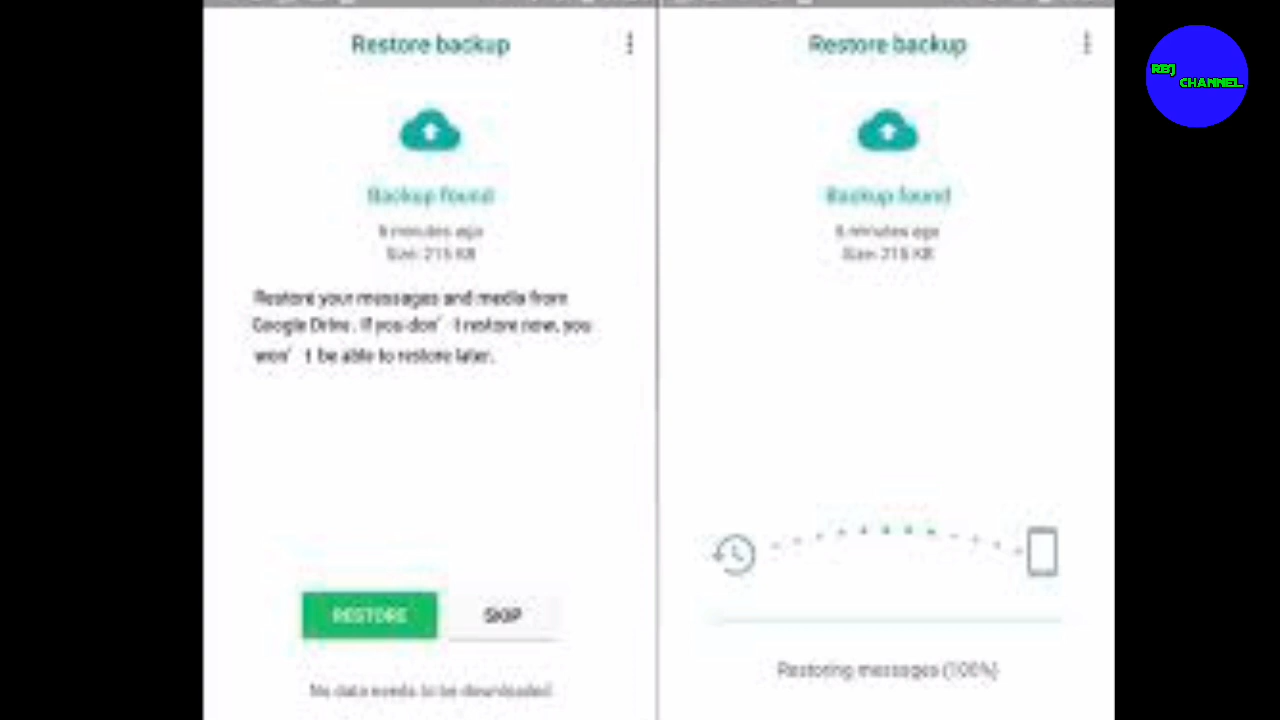 Restore backup
Backup found
minutes ago
Size: 215 KB
Restore your messages and media from
Google Drive. If you don' t restore now, you
won' t be able to restore later.
RESTORE
SKIP
No data needs to be downloaded
Restore backup
Backup found
minutes ago
Size: 215 KB
Restoring messages (100%)
RBJ
CHANNEL